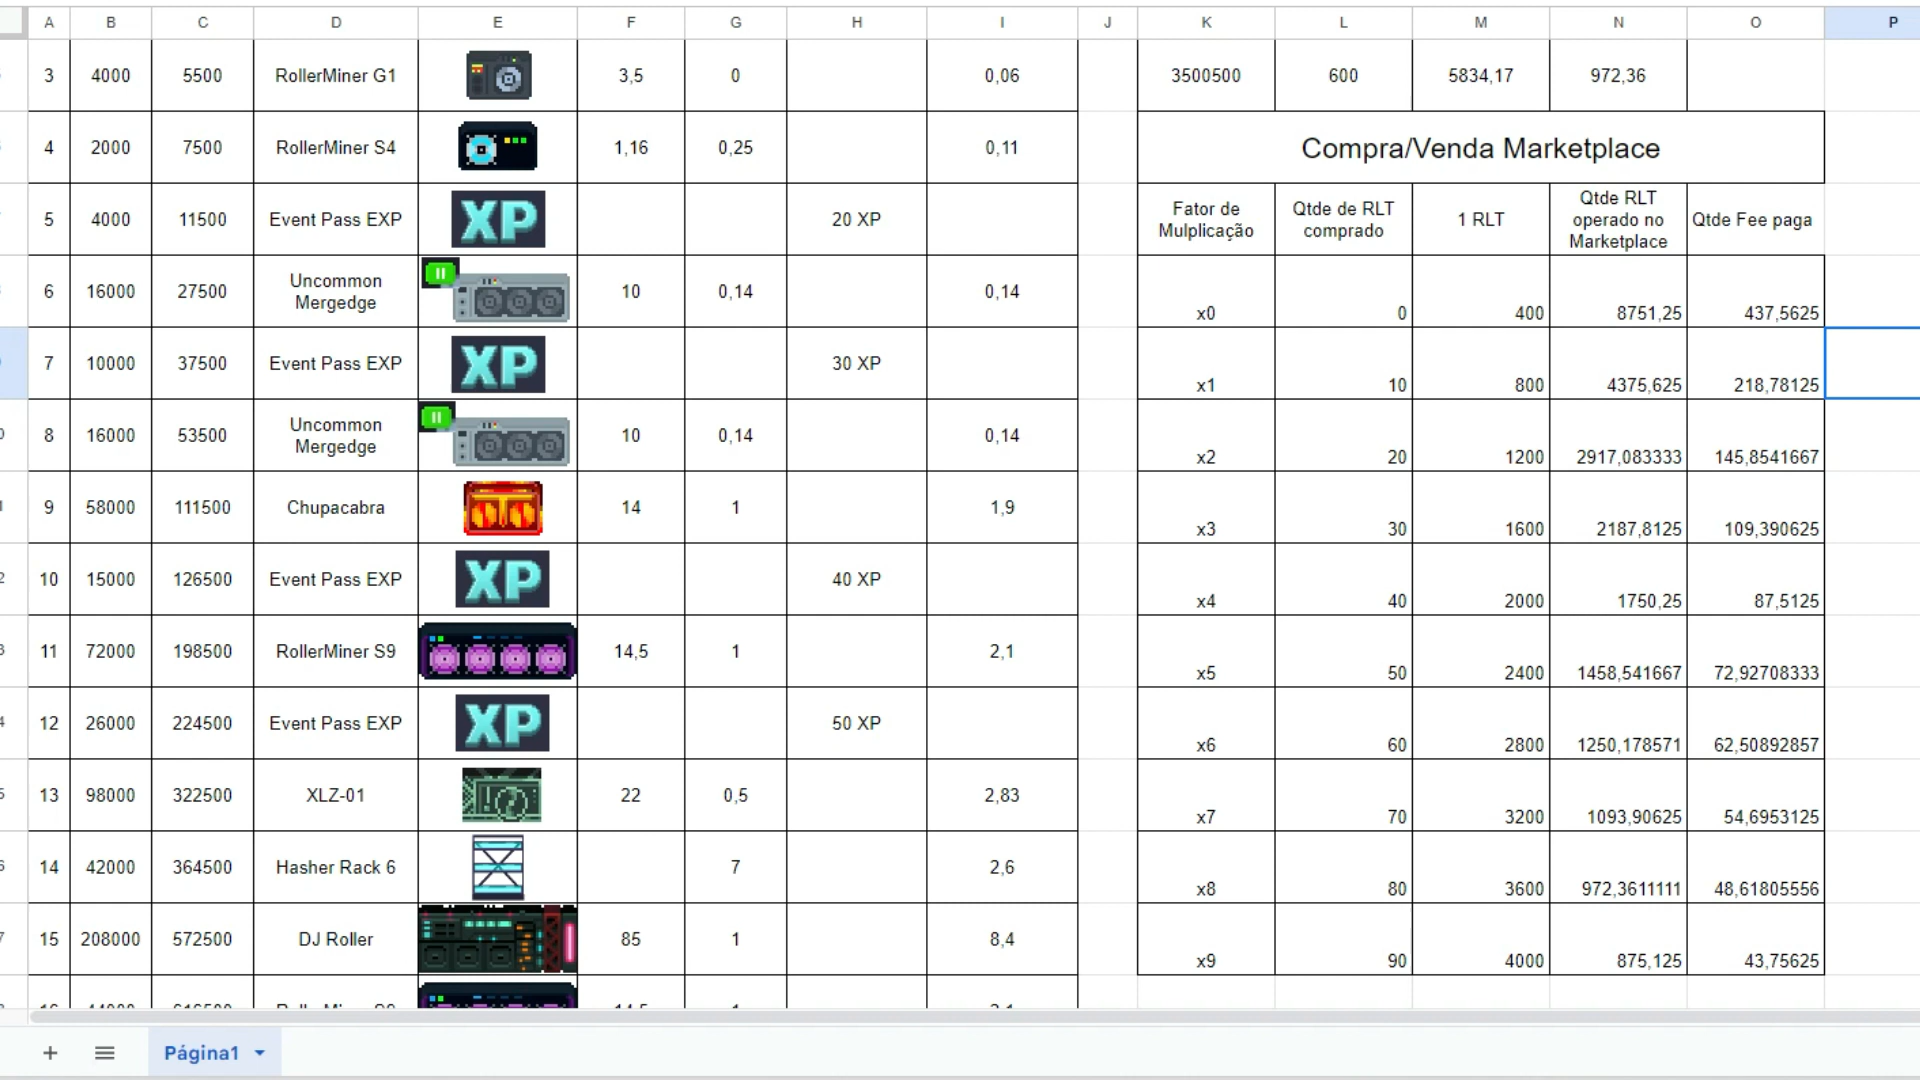 A B C D E F G H I J K L M N O P
3 4000 5500 RollerMiner G1 3,5 0 0,06 3500500 600 5834,17 972,36
4 2000 7500 RollerMiner S4 1,16 0,25 0,11
Compra/Venda Marketplace
5 4000 11500 Event Pass EXP XP 20 XP
Fator de Mulplicação
Qtde de RLT comprado
1 RLT
Qtde RLT operado no Marketplace
Qtde Fee paga
6 16000 27500 Uncommon Mergedge 10 0,14 0,14 x0 0 400 8751,25 437,5625
7 10000 37500 Event Pass EXP XP 30 XP x1 10 800 4375,625 218,78125
8 16000 53500 Uncommon Mergedge 10 0,14 0,14 x2 20 1200 2917,083333 145,8541667
9 58000 111500 Chupacabra 14 1 1,9 x3 30 1600 2187,8125 109,390625
10 15000 126500 Event Pass EXP XP 40 XP x4 40 2000 1750,25 87,5125
11 72000 198500 RollerMiner S9 14,5 1 2,1 x5 50 2400 1458,541667 72,92708333
12 26000 224500 Event Pass EXP XP 50 XP x6 60 2800 1250,178571 62,50892857
13 98000 322500 XLZ-01 22 0,5 2,83 x7 70 3200 1093,90625 54,6953125
14 42000 364500 Hasher Rack 6 7 2,6 x8 80 3600 972,3611111 48,61805556
15 208000 572500 DJ Roller 85 1 8,4 x9 90 4000 875,125 43,75625
Página1